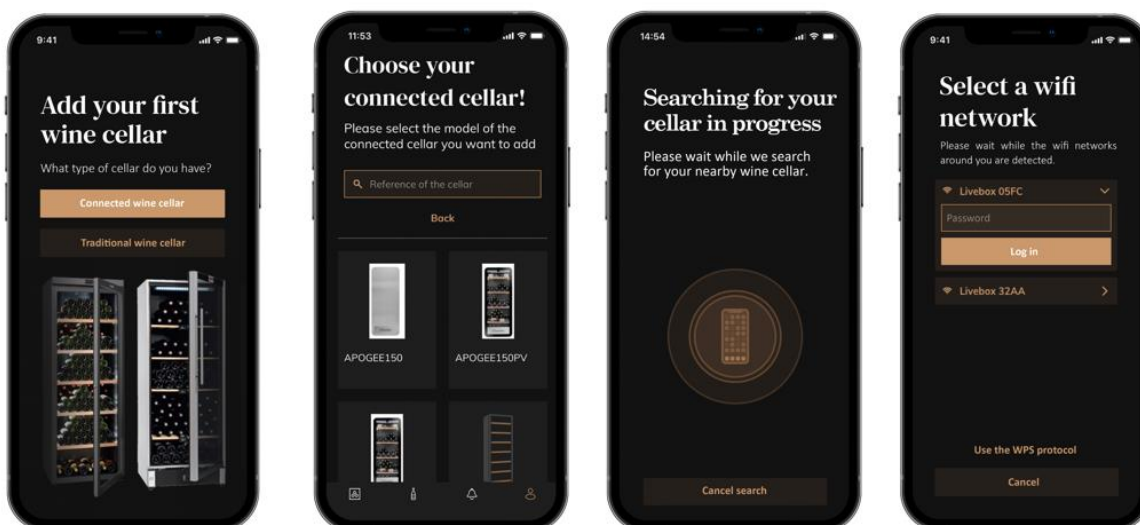 9:41
Add your first
wine cellar
What type of cellar do you have?
Connected wine cellar
Traditional wine cellar
11:53
Choose your
connected cellar!
Please select the model of the
connected cellar you want to add
Reference of the cellar
Back
APOGEE150
APOGEE150PV
14:54
Searching for your
cellar in progress
Please wait while we search
for your nearby wine cellar.
Cancel search
9:41
Select a wifi
network
Please wait while the wifi networks
around you are detected.
Livebox 05FC
Password
Log in
Livebox 32AA
Use the WPS protocol
Cancel